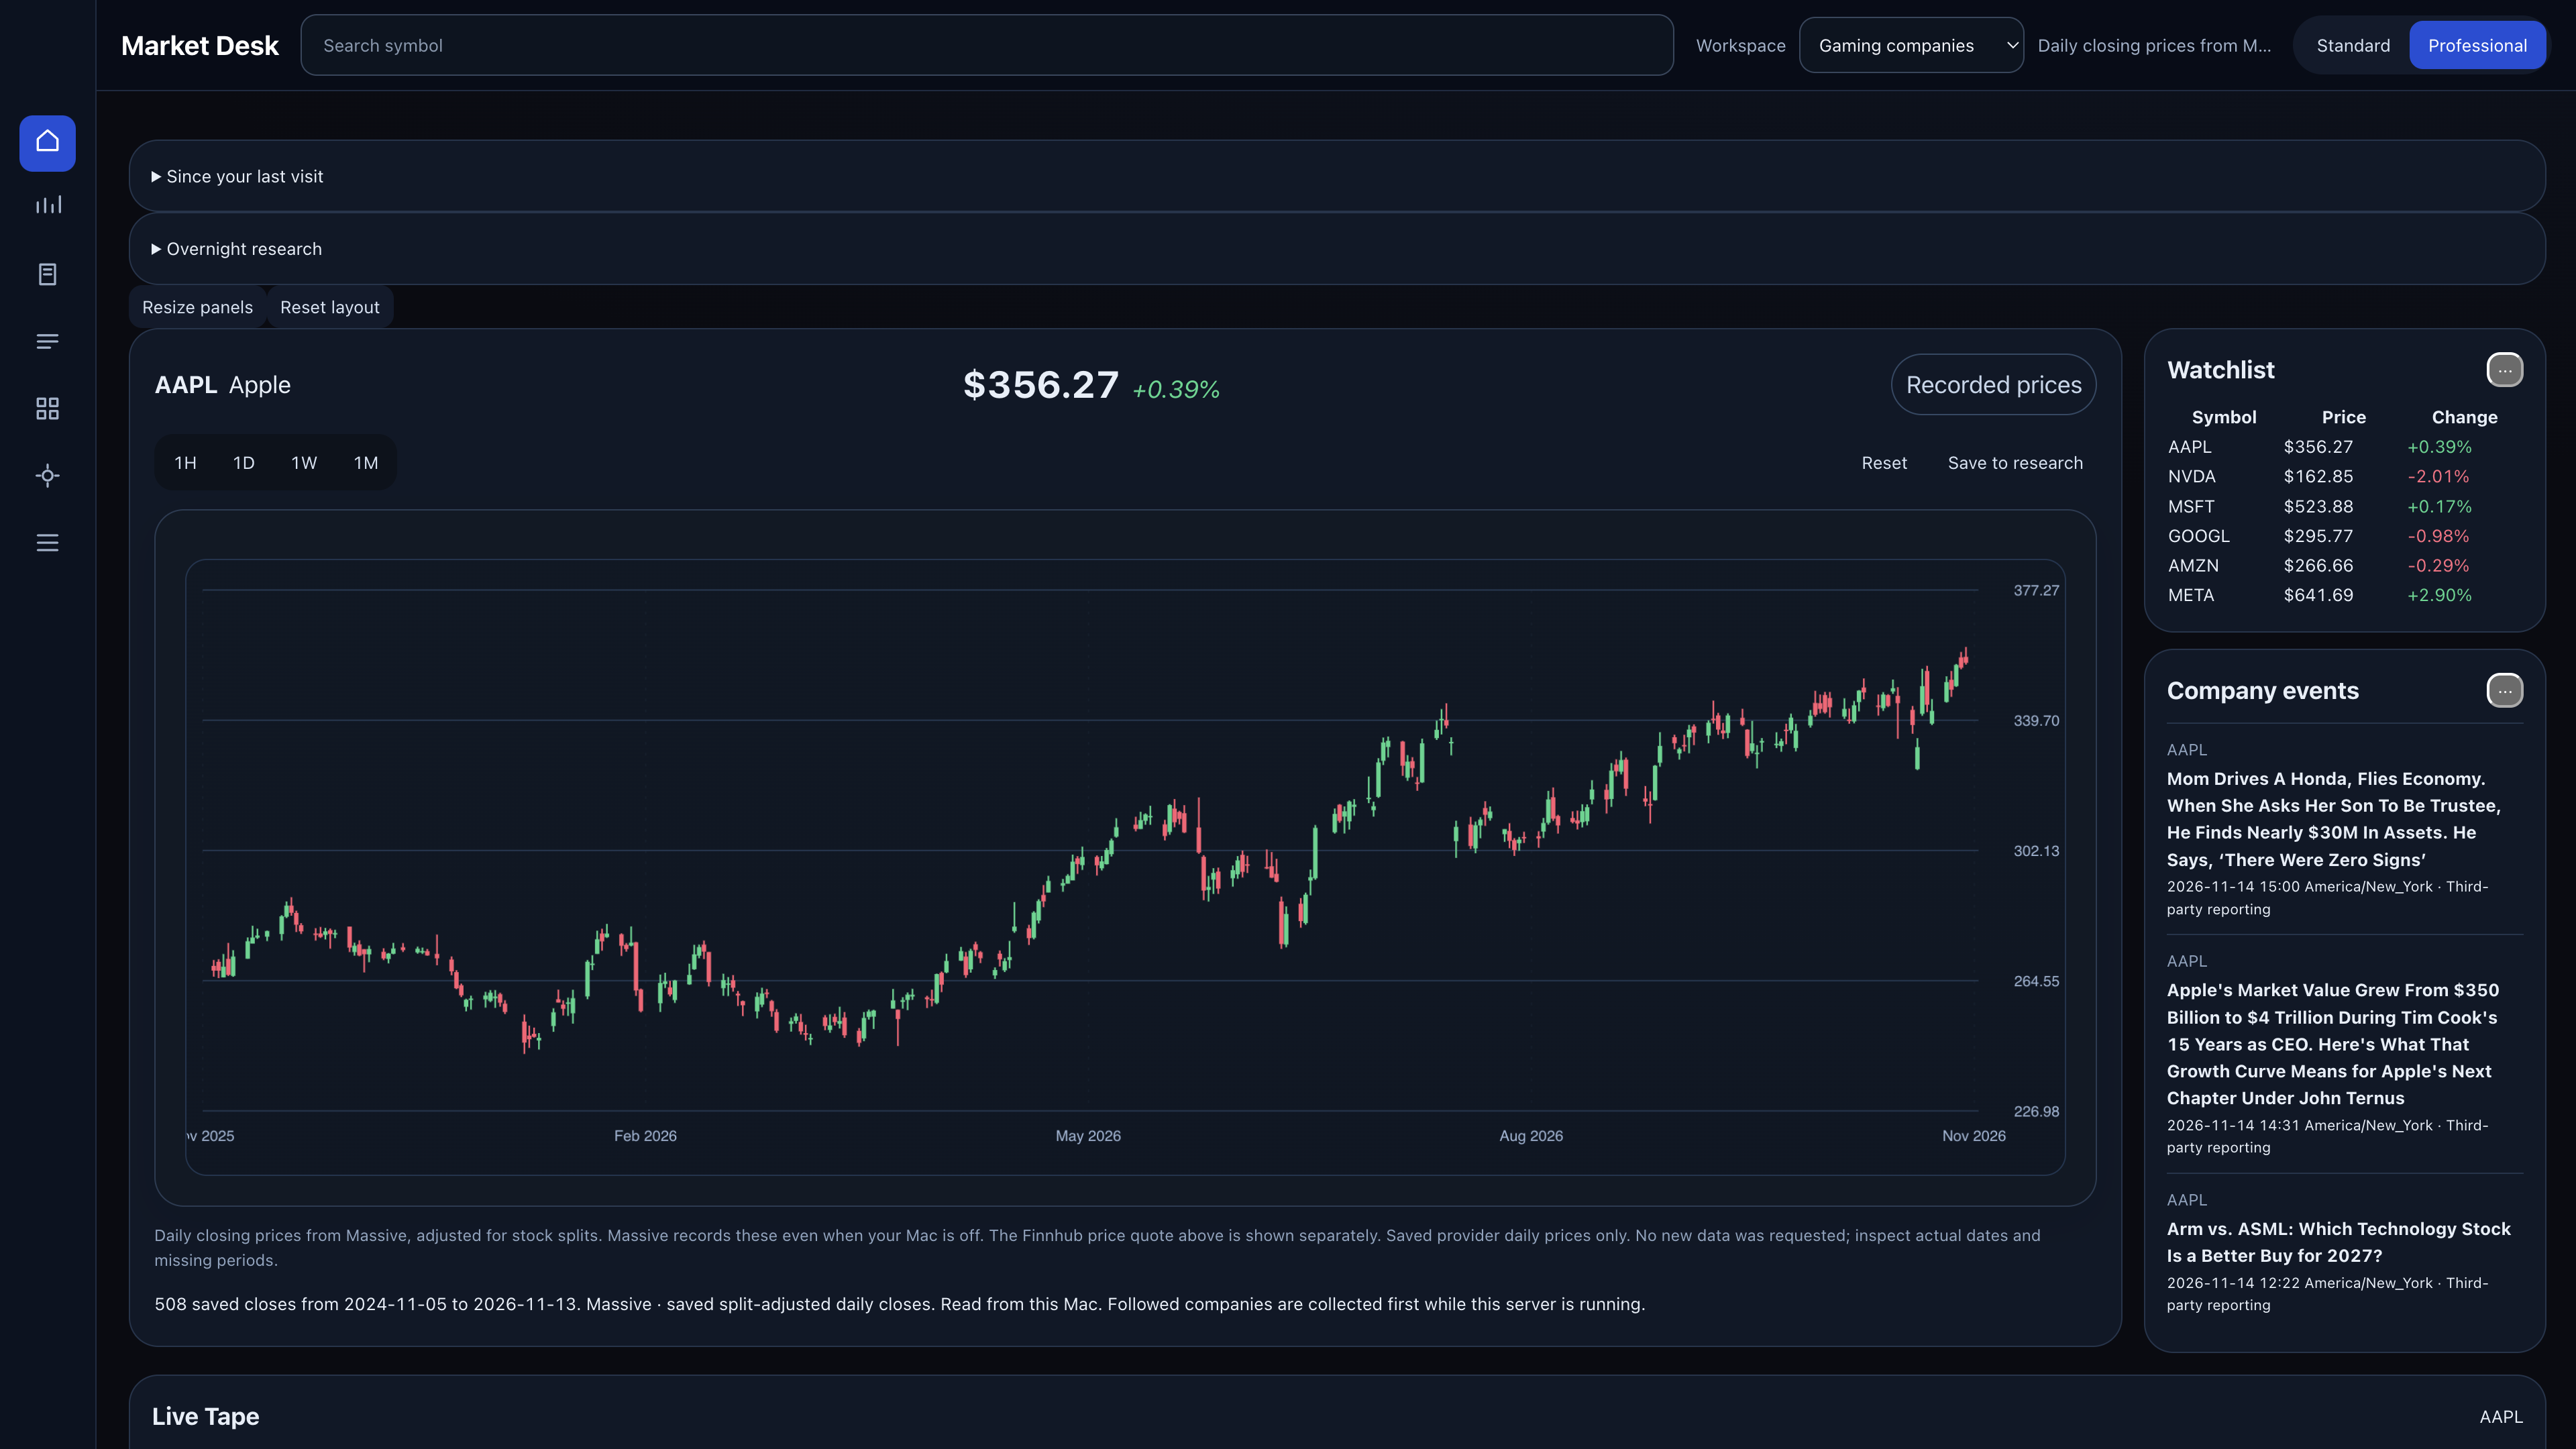 Market Desk
Search symbol
Workspace
Gaming companies
Daily closing prices from M...
Standard
Professional
Since your last visit
Overnight research
Resize panels
Reset layout
AAPL Apple
$356.27 +0.39%
Recorded prices
1H 1D 1W 1M
Reset
Save to research
377.27
339.70
302.13
264.55
226.98
v 2025
Feb 2026
May 2026
Aug 2026
Nov 2026
Daily closing prices from Massive, adjusted for stock splits. Massive records these even when your Mac is off. The Finnhub price quote above is shown separately. Saved provider daily prices only. No new data was requested; inspect actual dates and
missing periods.
508 saved closes from 2024-11-05 to 2026-11-13. Massive · saved split-adjusted daily closes. Read from this Mac. Followed companies are collected first while this server is running.
Watchlist
...
Symbol Price Change
AAPL $356.27 +0.39%
NVDA $162.85 -2.01%
MSFT $523.88 +0.17%
GOOGL $295.77 -0.98%
AMZN $266.66 -0.29%
META $641.69 +2.90%
Company events
...
AAPL
Mom Drives A Honda, Flies Economy.
When She Asks Her Son To Be Trustee,
He Finds Nearly $30M In Assets. He
Says, ‘There Were Zero Signs’
2026-11-14 15:00 America/New_York · Third-
party reporting
AAPL
Apple's Market Value Grew From $350
Billion to $4 Trillion During Tim Cook's
15 Years as CEO. Here's What That
Growth Curve Means for Apple's Next
Chapter Under John Ternus
2026-11-14 14:31 America/New_York · Third-
party reporting
AAPL
Arm vs. ASML: Which Technology Stock
Is a Better Buy for 2027?
2026-11-14 12:22 America/New_York · Third-
party reporting
Live Tape
AAPL